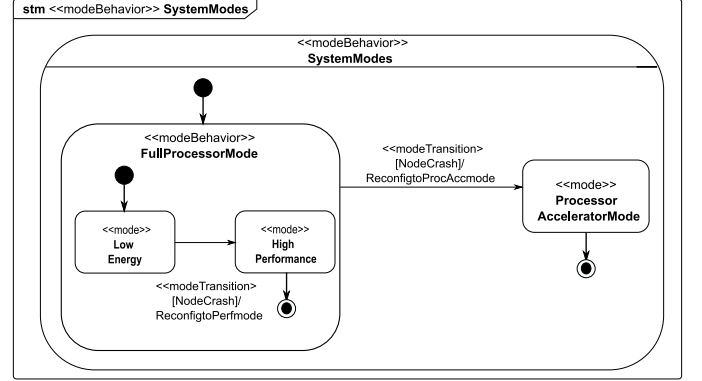 stm <<modeBehavior>> SystemModes
<<modeBehavior>>
SystemModes
<<modeBehavior>>
FullProcessorMode
<<mode>>
Low
Energy
<<mode>>
High
Performance
<<modeTransition>
[NodeCrash]/
ReconfigtoPerfmode
<<modeTransition>
[NodeCrash]/
ReconfigtoProcAccmode
<<mode>>
Processor
AcceleratorMode